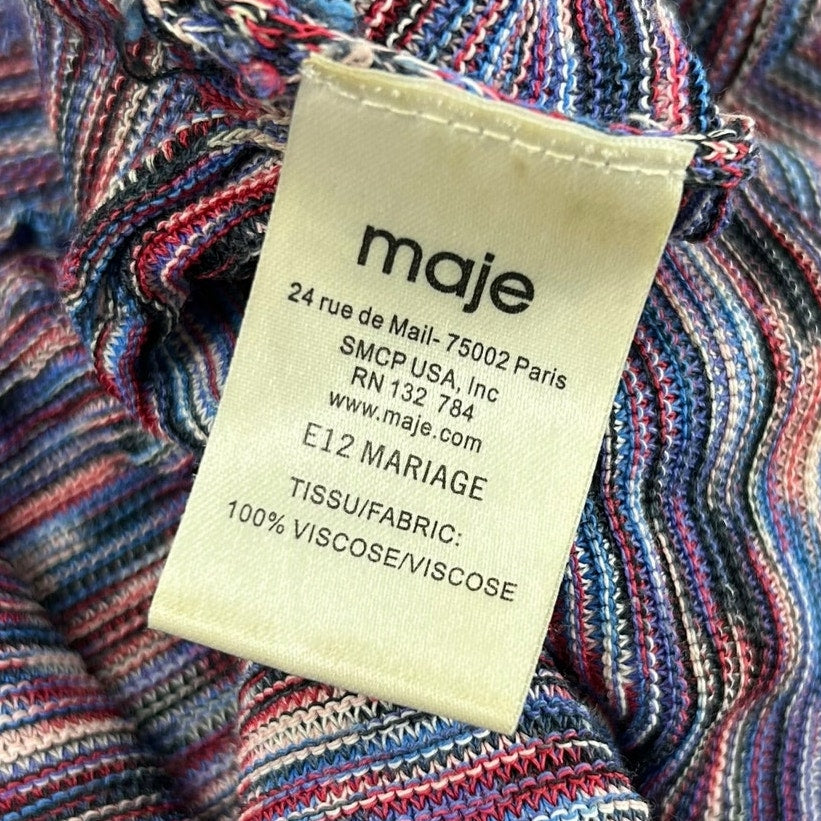 maje
24 rue de Mail- 75002 Paris
SMCP USA, Inc
RN 132 784
www.maje.com
E12 MARIAGE
TISSU/FABRIC:
100% VISCOSE/VISCOSE